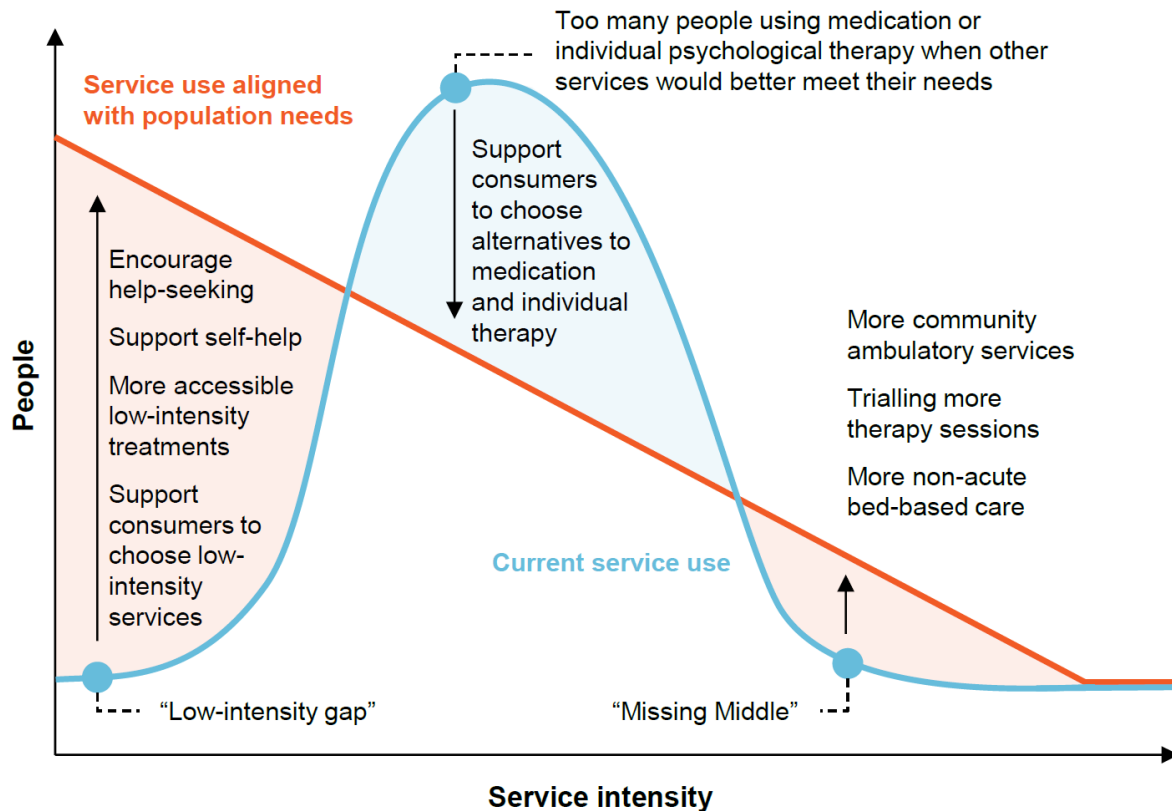 Too many people using medication or
individual psychological therapy when other
services would better meet their needs
Service use aligned
with population needs
Support
consumers
to choose
alternatives to
medication
and individual
therapy
Encourage
help-seeking
Support self-help
More accessible
low-intensity
treatments
Support
consumers to
choose low-
intensity
services
More community
ambulatory services
Trialling more
therapy sessions
More non-acute
bed-based care
People
Current service use
“Low-intensity gap”
“Missing Middle”
Service intensity